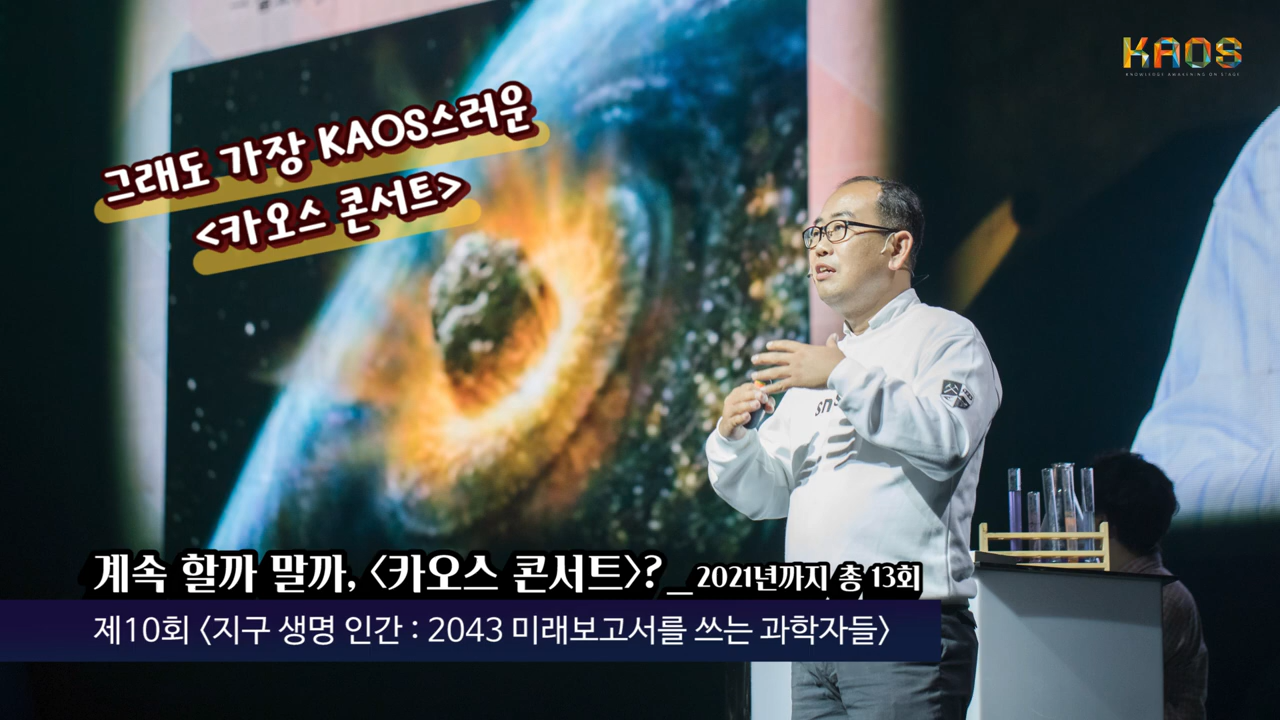 KAOS
KNOWLEDGE AWAKENING ON STAGE
그래도 가장 KAOS스러운
<카오스 콘서트>
계속 할까 말까, <카오스 콘서트>? _2021년까지 총 13회
제10회 <지구 생명 인간 : 2043 미래보고서를 쓰는 과학자들>